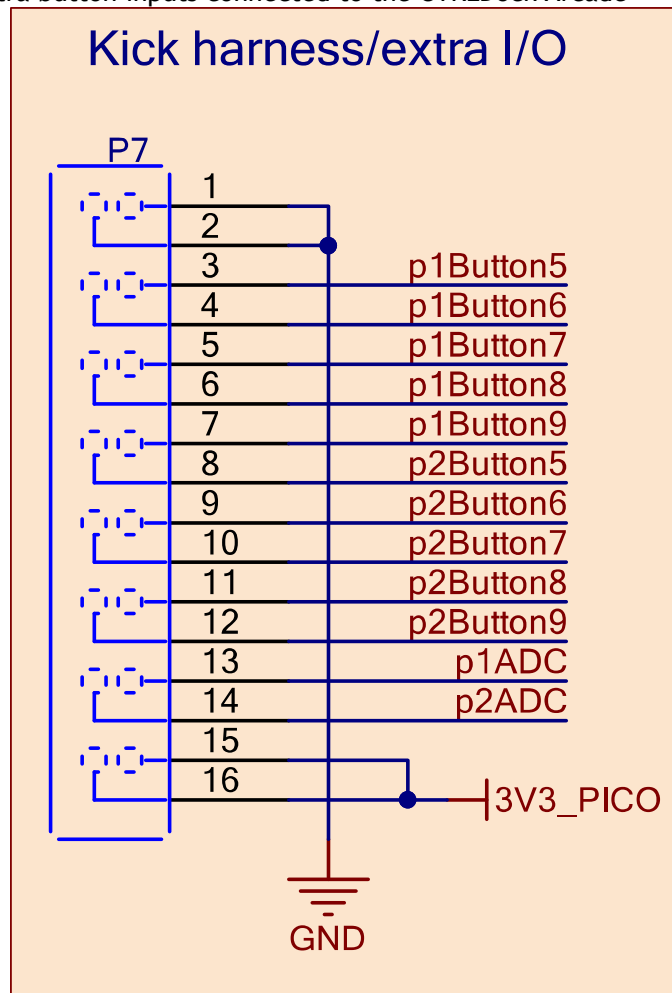 Kick harness/extra I/O
P7
1
2
3 p1Button5
4 p1Button6
5 p1Button7
6 p1Button8
7 p1Button9
8 p2Button5
9 p2Button6
10 p2Button7
11 p2Button8
12 p2Button9
13 p1ADC
14 p2ADC
15
16 3V3_PICO
GND